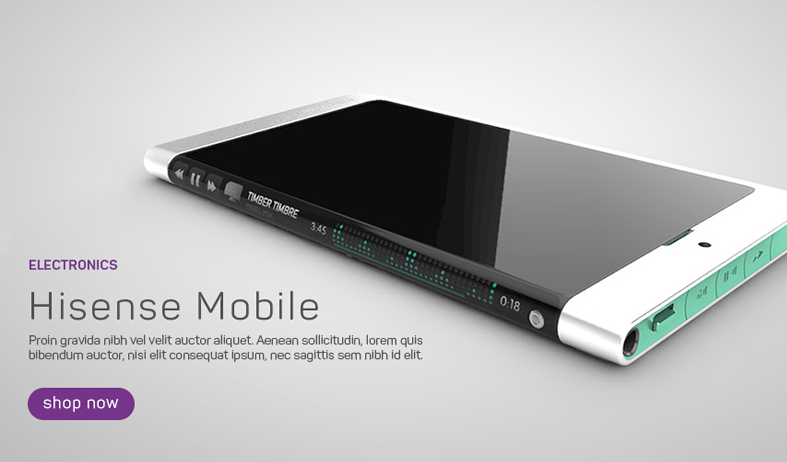 TIMBER TIMBRE
3:45
0:18
ELECTRONICS
Hisense Mobile
Proin gravida nibh vel velit auctor aliquet. Aenean sollicitudin, lorem quis
bibendum auctor, nisi elit consequat ipsum, nec sagittis sem nibh id elit.
shop now